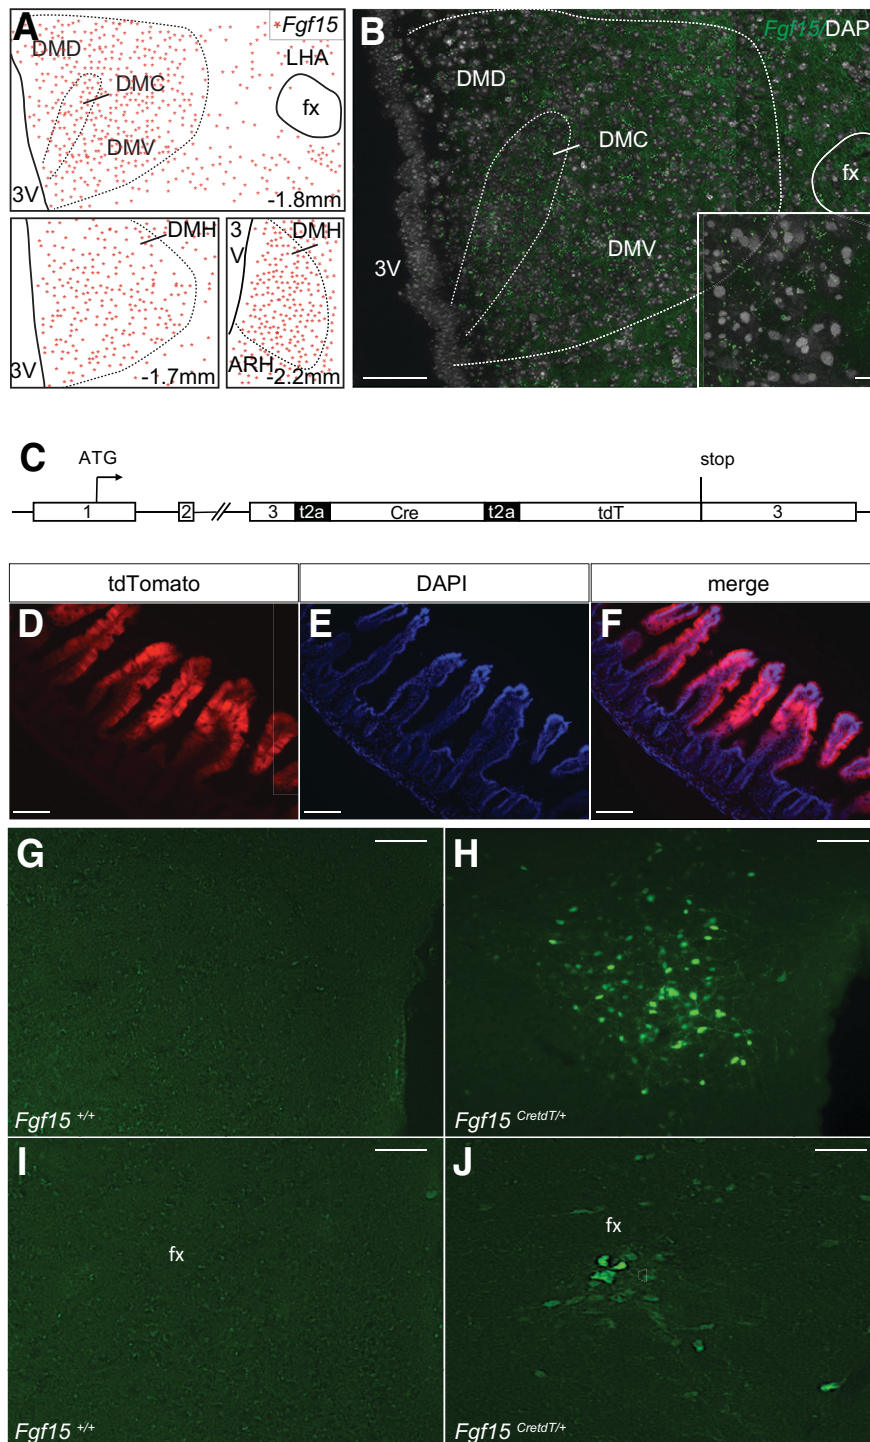 A
* Fgf15
DMD
LHA
DMC
fx
DMV
3V
-1.8mm
DMH
3V
-1.7mm
3
V
DMH
ARH
-2.2mm
B
Fgf15/DAP
DMD
DMC
fx
DMV
3V
C
ATG
stop
1
2
3
t2a
Cre
t2a
tdT
3
tdTomato
DAPI
merge
D
E
F
G
Fgf15 +/+
H
Fgf15 CretdT/+
I
fx
Fgf15 +/+
J
fx
Fgf15 CretdT/+